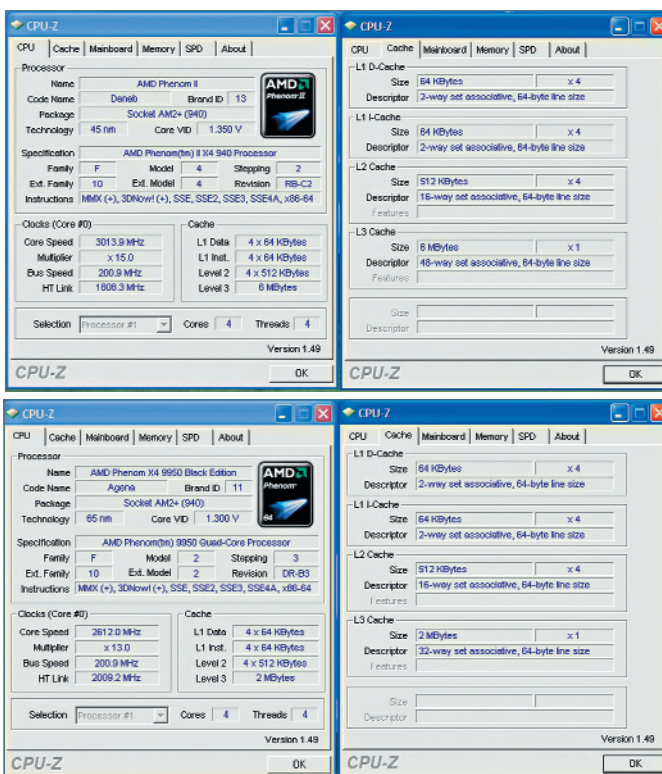 CPU-Z
CPU Cache Mainboard Memory SPD About
Processor
Name AMD Phenom II
Code Name Deneb Brand ID 13
Package Socket AM2+ (940)
Technology 45 nm Core VID 1.350 V
AMD
Phenom II
Specification AMD Phenom(tm) II X4 940 Processor
Family F Model 4 Stepping 2
Ext. Family 10 Ext. Model 4 Revision RB-C2
Instructions MMX (+), 3DNow! (+), SSE, SSE2, SSE3, SSE4A, x86-64
Clocks (Core #0) Cache
Core Speed 3013.9 MHz L1 Data 4 x 64 KBytes
Multiplier x 15.0 L1 Inst. 4 x 64 KBytes
Bus Speed 200.9 MHz Level 2 4 x 512 KBytes
HT Link 1808.3 MHz Level 3 6 MBytes
Selection Processor #1 Cores 4 Threads 4
Version 1.49
CPU-Z OK
CPU-Z
CPU Cache Mainboard Memory SPD About
L1 D-Cache
Size 64 KBytes x 4
Descriptor 2-way set associative, 64-byte line size
L1 I-Cache
Size 64 KBytes x 4
Descriptor 2-way set associative, 64-byte line size
L2 Cache
Size 512 KBytes x 4
Descriptor 16-way set associative, 64-byte line size
Features
L3 Cache
Size 6 MBytes x 1
Descriptor 48-way set associative, 64-byte line size
Features
Size
Descriptor
Version 1.49
CPU-Z OK
CPU-Z
CPU Cache Mainboard Memory SPD About
Processor
Name AMD Phenom X4 9950 Black Edition
Code Name Agena Brand ID 11
Package Socket AM2+ (940)
Technology 65 nm Core VID 1.300 V
AMD
Phenom
64
Specification AMD Phenom(tm) 9950 Quad-Core Processor
Family F Model 2 Stepping 3
Ext. Family 10 Ext. Model 2 Revision DR-B3
Instructions MMX (+), 3DNow! (+), SSE, SSE2, SSE3, SSE4A, x86-64
Clocks (Core #0) Cache
Core Speed 2612.0 MHz L1 Data 4 x 64 KBytes
Multiplier x 13.0 L1 Inst. 4 x 64 KBytes
Bus Speed 200.9 MHz Level 2 4 x 512 KBytes
HT Link 2009.2 MHz Level 3 2 MBytes
Selection Processor #1 Cores 4 Threads 4
Version 1.49
CPU-Z OK
CPU-Z
CPU Cache Mainboard Memory SPD About
L1 D-Cache
Size 64 KBytes x 4
Descriptor 2-way set associative, 64-byte line size
L1 I-Cache
Size 64 KBytes x 4
Descriptor 2-way set associative, 64-byte line size
L2 Cache
Size 512 KBytes x 4
Descriptor 16-way set associative, 64-byte line size
Features
L3 Cache
Size 2 MBytes x 1
Descriptor 32-way set associative, 64-byte line size
Features
Size
Descriptor
Version 1.49
CPU-Z OK